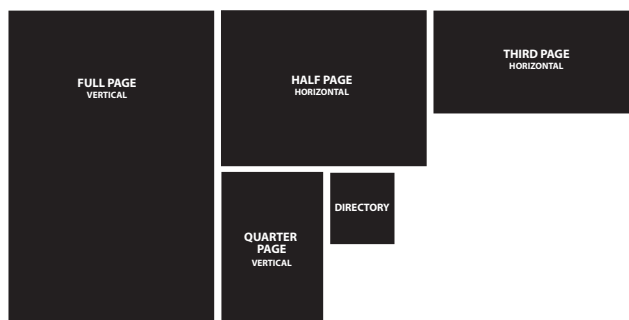 FULL PAGE
VERTICAL
HALF PAGE
HORIZONTAL
THIRD PAGE
HORIZONTAL
QUARTER
PAGE
VERTICAL
DIRECTORY